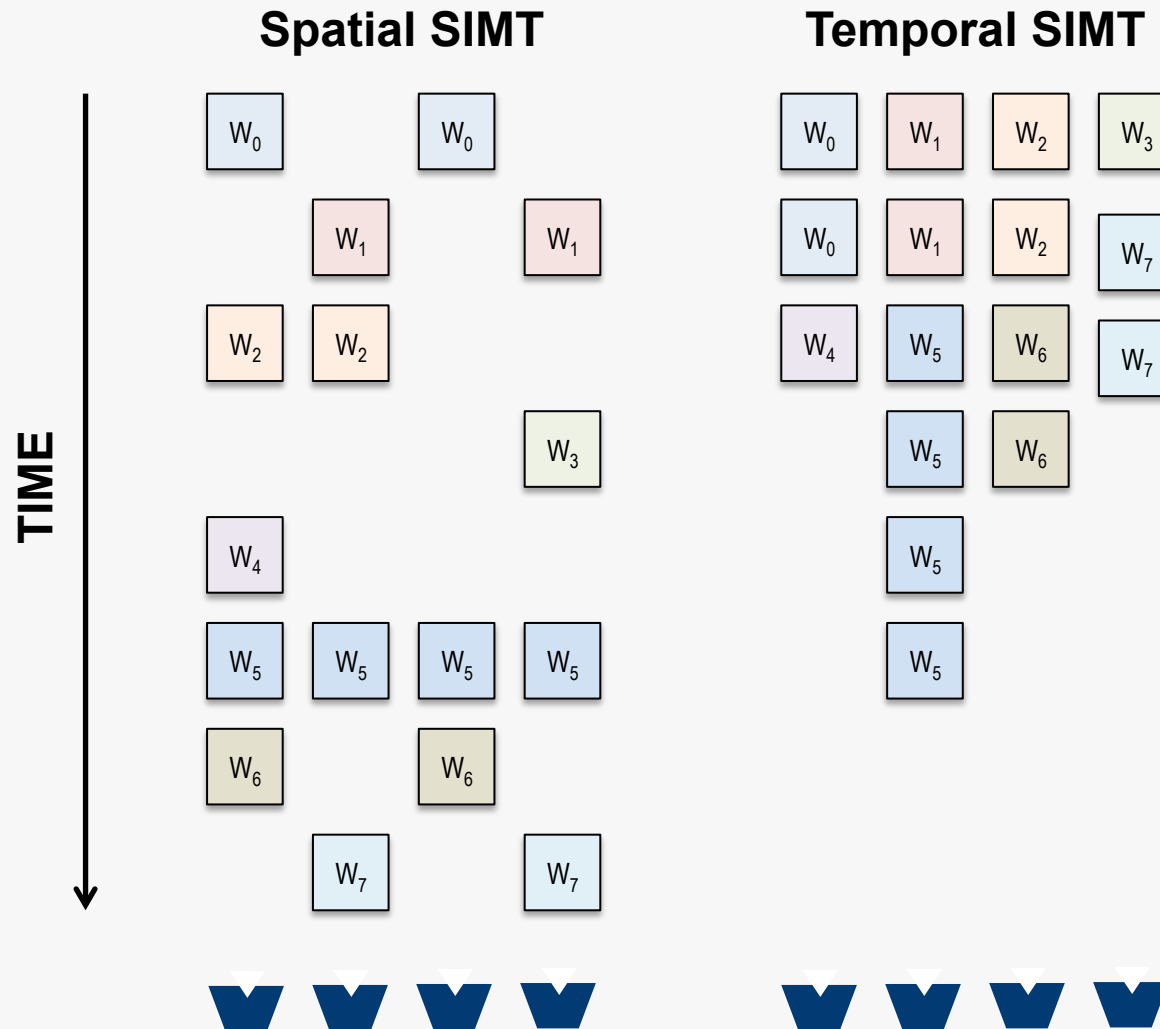 Spatial SIMT
Temporal SIMT
TIME
W₀ W₀
W₁ W₁
W₂ W₂
W₃
W₄
W₅ W₅ W₅ W₅
W₆ W₆
W₇ W₇
W₀ W₁ W₂ W₃
W₀ W₁ W₂ W₇
W₄ W₅ W₆ W₇
W₅ W₆
W₅
W₅